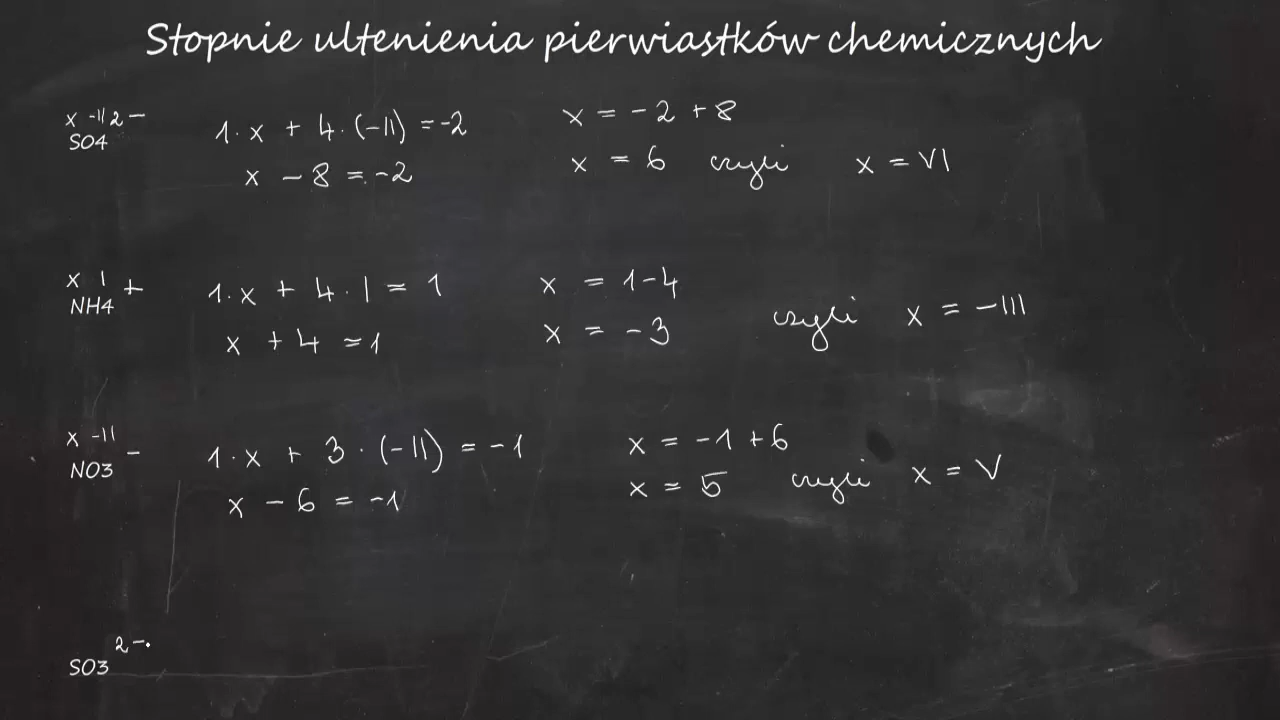 Stopnie ultenienia pierwiastków chemicznych
x -II 2-
SO4
1·x + 4·(-II) = -2
x - 8 = -2
x = -2 + 8
x = 6 czyli x = VI
x I +
NH4
1·x + 4·I = 1
x + 4 = 1
x = 1-4
x = -3
czyli x = -III
x -II -
NO3
1·x + 3·(-II) = -1
x - 6 = -1
x = -1 + 6
x = 5 czyli x = V
2-
SO3